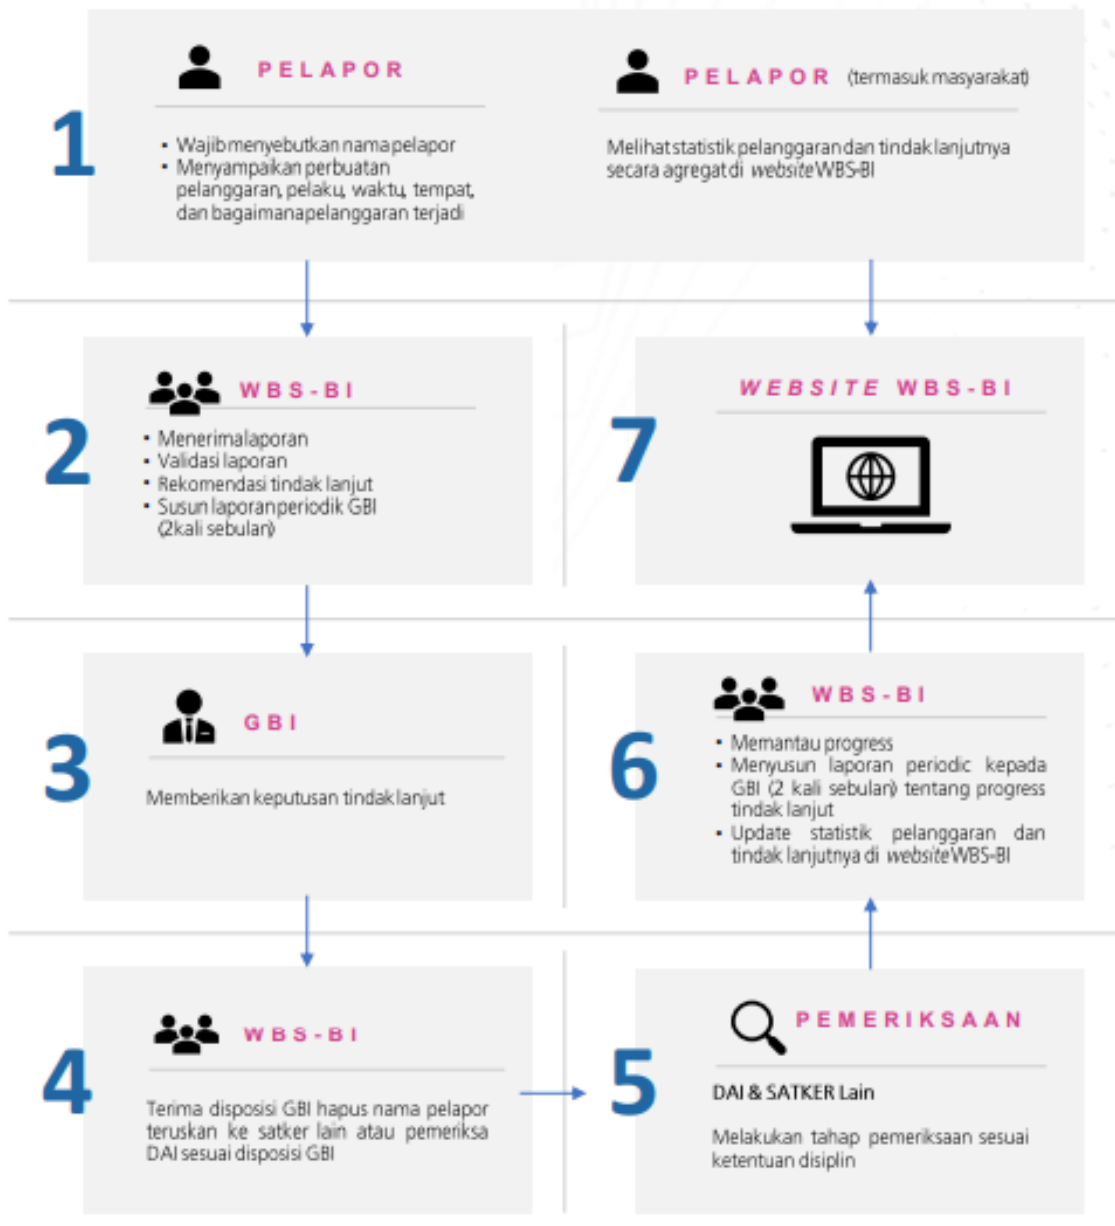 1
PELAPOR
▪ Wajib menyebutkan nama pelapor
▪ Menyampaikan perbuatan
pelanggaran, pelaku, waktu, tempat,
dan bagaimana pelanggaran terjadi
PELAPOR (termasuk masyarakat)
Melihat statistik pelanggaran dan tindak lanjutnya
secara agregat di website WBS-BI
2
WBS-BI
▪ Menerima laporan
▪ Validasi laporan
▪ Rekomendasi tindak lanjut
▪ Susun laporan periodik GBI
(2 kali sebulan)
3
GBI
Memberikan keputusan tindak lanjut
4
WBS-BI
Terima disposisi GBI hapus nama pelapor
teruskan ke satker lain atau pemeriksa
DAI sesuai disposisi GBI
5
PEMERIKSAAN
DAI & SATKER Lain
Melakukan tahap pemeriksaan sesuai
ketentuan disiplin
6
WBS-BI
▪ Memantau progress
▪ Menyusun laporan periodic kepada
GBI (2 kali sebulan) tentang progress
tindak lanjut
▪ Update statistik pelanggaran dan
tindak lanjutnya di website WBS-BI
7
WEBSITE WBS-BI